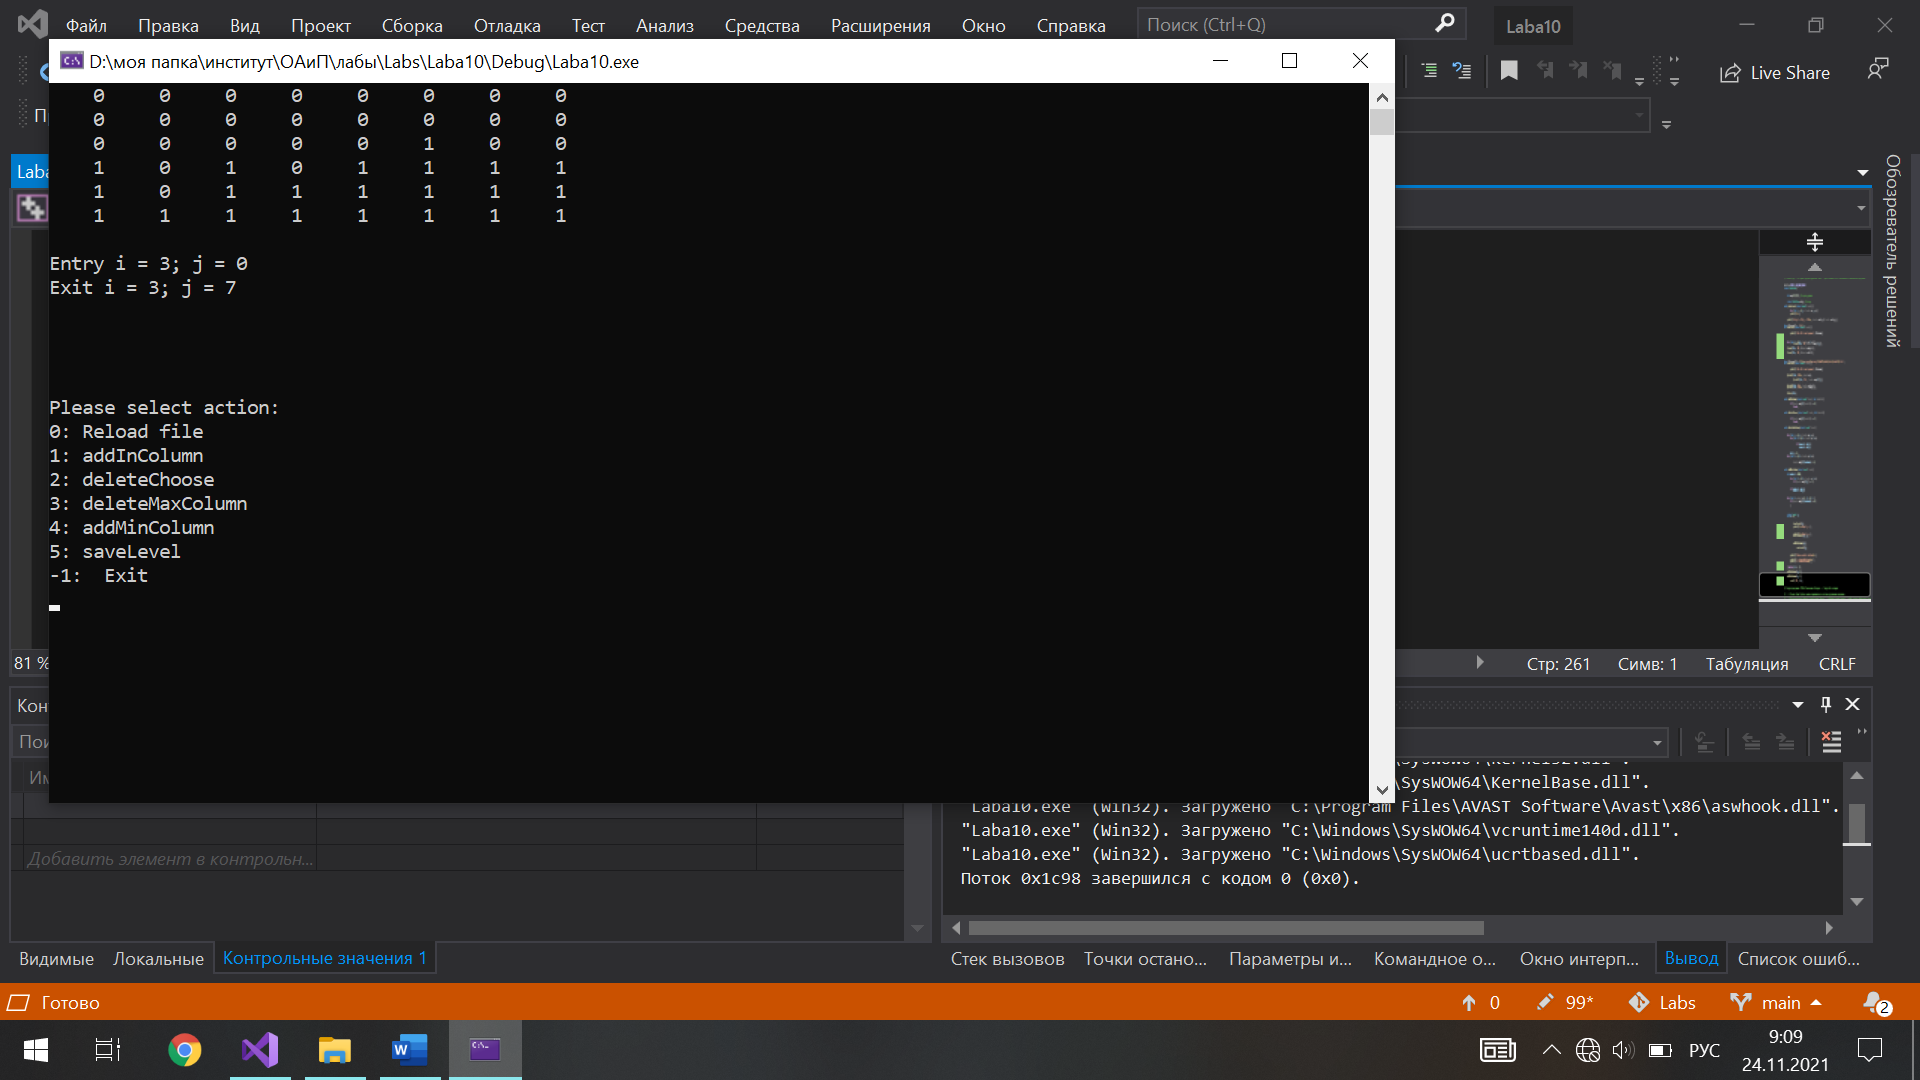 Файл Правка Вид Проект Сборка Отладка Тест Анализ Средства Расширения Окно Справка Поиск (Ctrl+Q) Laba10
D:\моя папка\институт\ОАиП\лабы\Labs\Laba10\Debug\Laba10.exe
Live Share
0 0 0 0 0 0 0 0
0 0 0 0 0 0 0 0
0 0 0 0 0 1 0 0
1 0 1 0 1 1 1 1
1 0 1 1 1 1 1 1
1 1 1 1 1 1 1 1
Entry i = 3; j = 0
Exit i = 3; j = 7
Please select action:
0: Reload file
1: addInColumn
2: deleteChoose
3: deleteMaxColumn
4: addMinColumn
5: saveLevel
-1:  Exit
Laba
Обозреватель решений
81 %
Стр: 261 Симв: 1 Табуляция CRLF
Кон
Пои
Им
Добавить элемент в контрольн...
\SysWOW64\kernel32.dll".
\SysWOW64\KernelBase.dll".
"Laba10.exe" (Win32). Загружено "C:\Program Files\AVAST Software\Avast\x86\aswhook.dll".
"Laba10.exe" (Win32). Загружено "C:\Windows\SysWOW64\vcruntime140d.dll".
"Laba10.exe" (Win32). Загружено "C:\Windows\SysWOW64\ucrtbased.dll".
Поток 0x1c98 завершился с кодом 0 (0x0).
Видимые Локальные Контрольные значения 1
Стек вызовов Точки остано... Параметры и... Командное о... Окно интерп... Вывод Список ошиб...
Готово
0 99* Labs main 2
РУС
9:09
24.11.2021